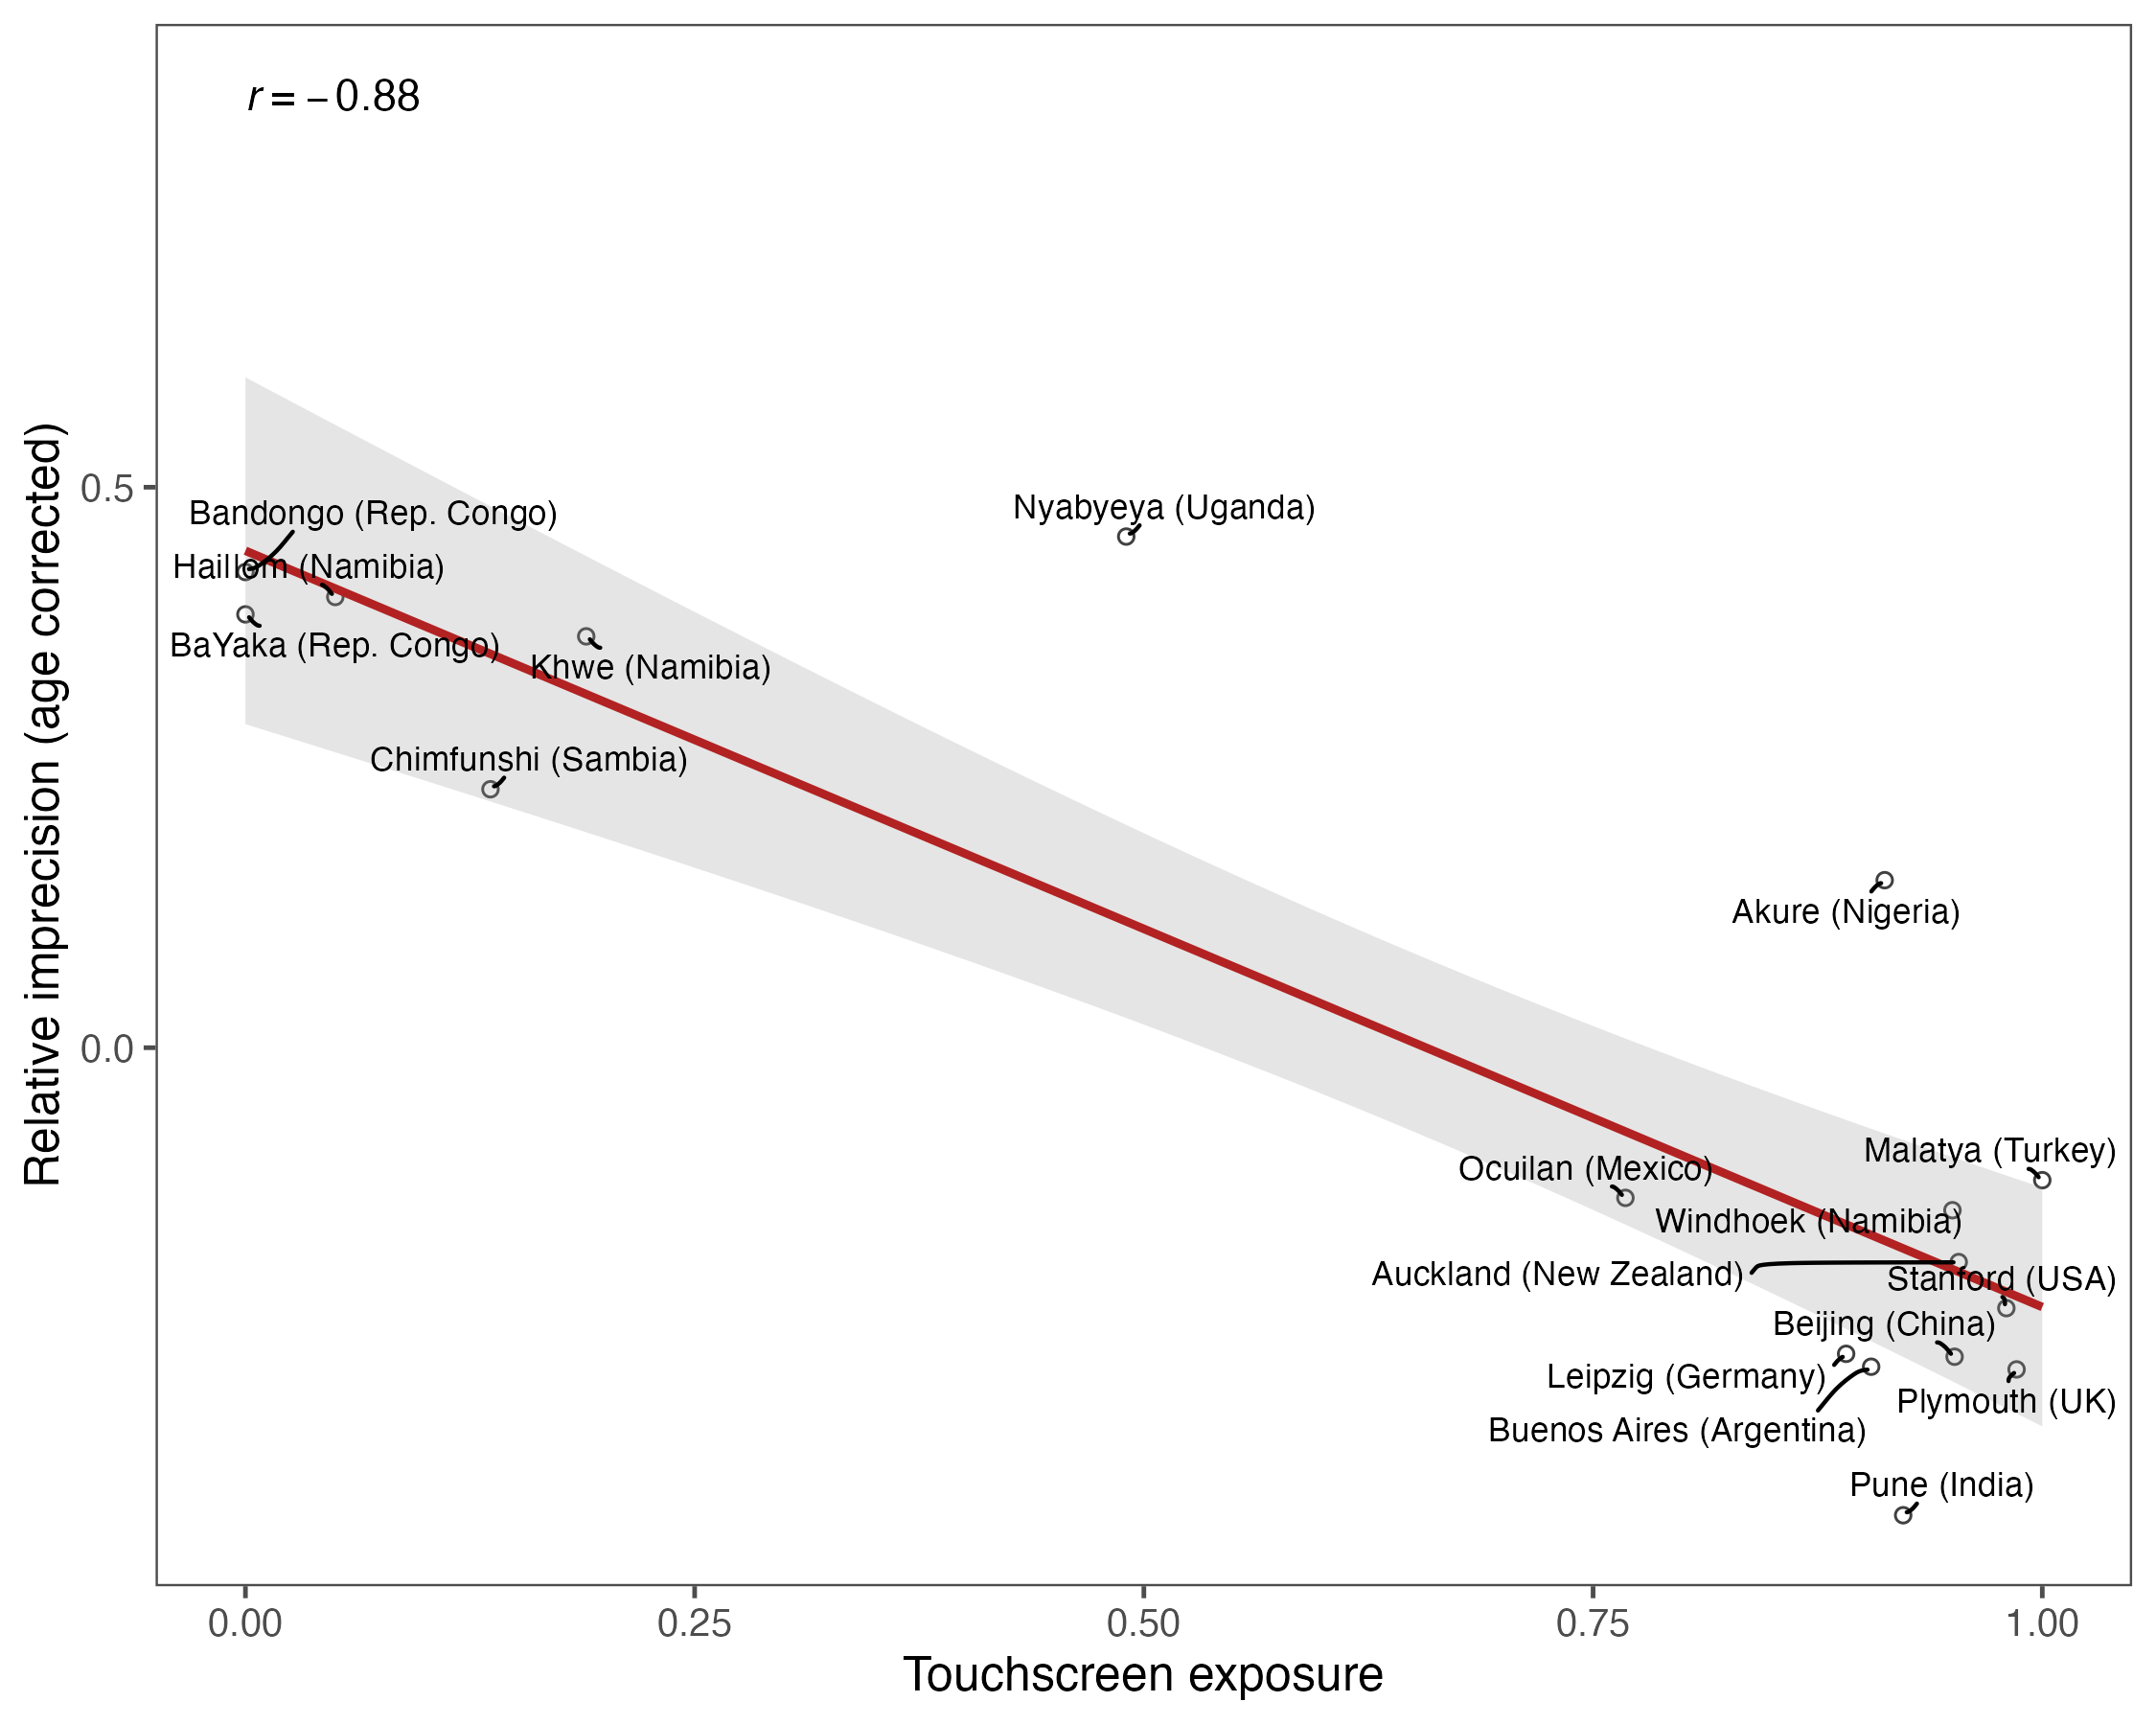 r = −0.88
Relative imprecision (age corrected)
0.5
0.0
Bandongo (Rep. Congo)
Hai||om (Namibia)
BaYaka (Rep. Congo)
Khwe (Namibia)
Chimfunshi (Sambia)
Nyabyeya (Uganda)
Akure (Nigeria)
Malatya (Turkey)
Ocuilan (Mexico)
Windhoek (Namibia)
Auckland (New Zealand)
Stanford (USA)
Beijing (China)
Leipzig (Germany)
Plymouth (UK)
Buenos Aires (Argentina)
Pune (India)
0.00 0.25 0.50 0.75 1.00
Touchscreen exposure